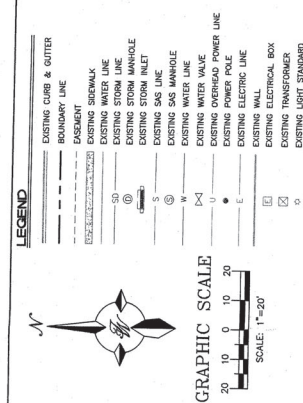 LEGEND
EXISTING CURB & GUTTER
BOUNDARY LINE
EASEMENT
EXISTING SIDEWALK
EXISTING WATER LINE
SD EXISTING STORM LINE
EXISTING STORM MANHOLE
EXISTING STORM INLET
S EXISTING SAS LINE
S EXISTING SAS MANHOLE
W EXISTING WATER LINE
EXISTING WATER VALVE
U EXISTING OVERHEAD POWER LINE
EXISTING POWER POLE
E EXISTING ELECTRIC LINE
EXISTING WALL
E EXISTING ELECTRICAL BOX
EXISTING TRANSFORMER
EXISTING LIGHT STANDARD
N
GRAPHIC SCALE
20 10 0 10 20
SCALE: 1"=20'